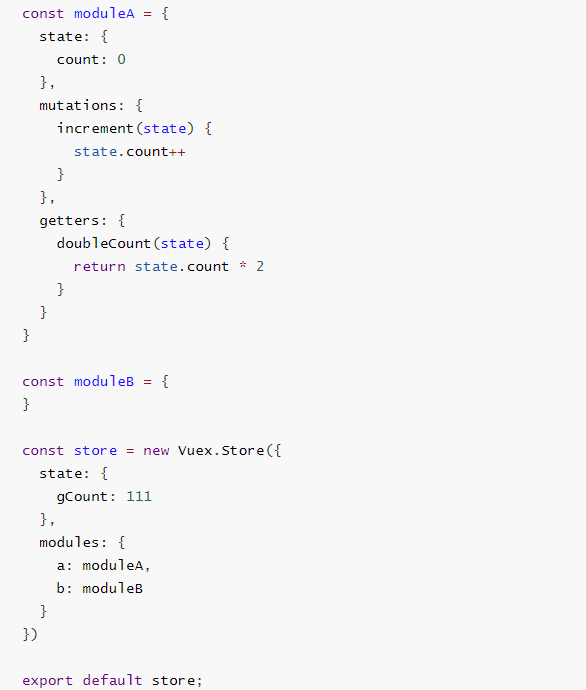 const moduleA = {
  state: {
    count: 0
  },
  mutations: {
    increment(state) {
      state.count++
    }
  },
  getters: {
    doubleCount(state) {
      return state.count * 2
    }
  }
}

const moduleB = {
}

const store = new Vuex.Store({
  state: {
    gCount: 111
  },
  modules: {
    a: moduleA,
    b: moduleB
  }
})

export default store;